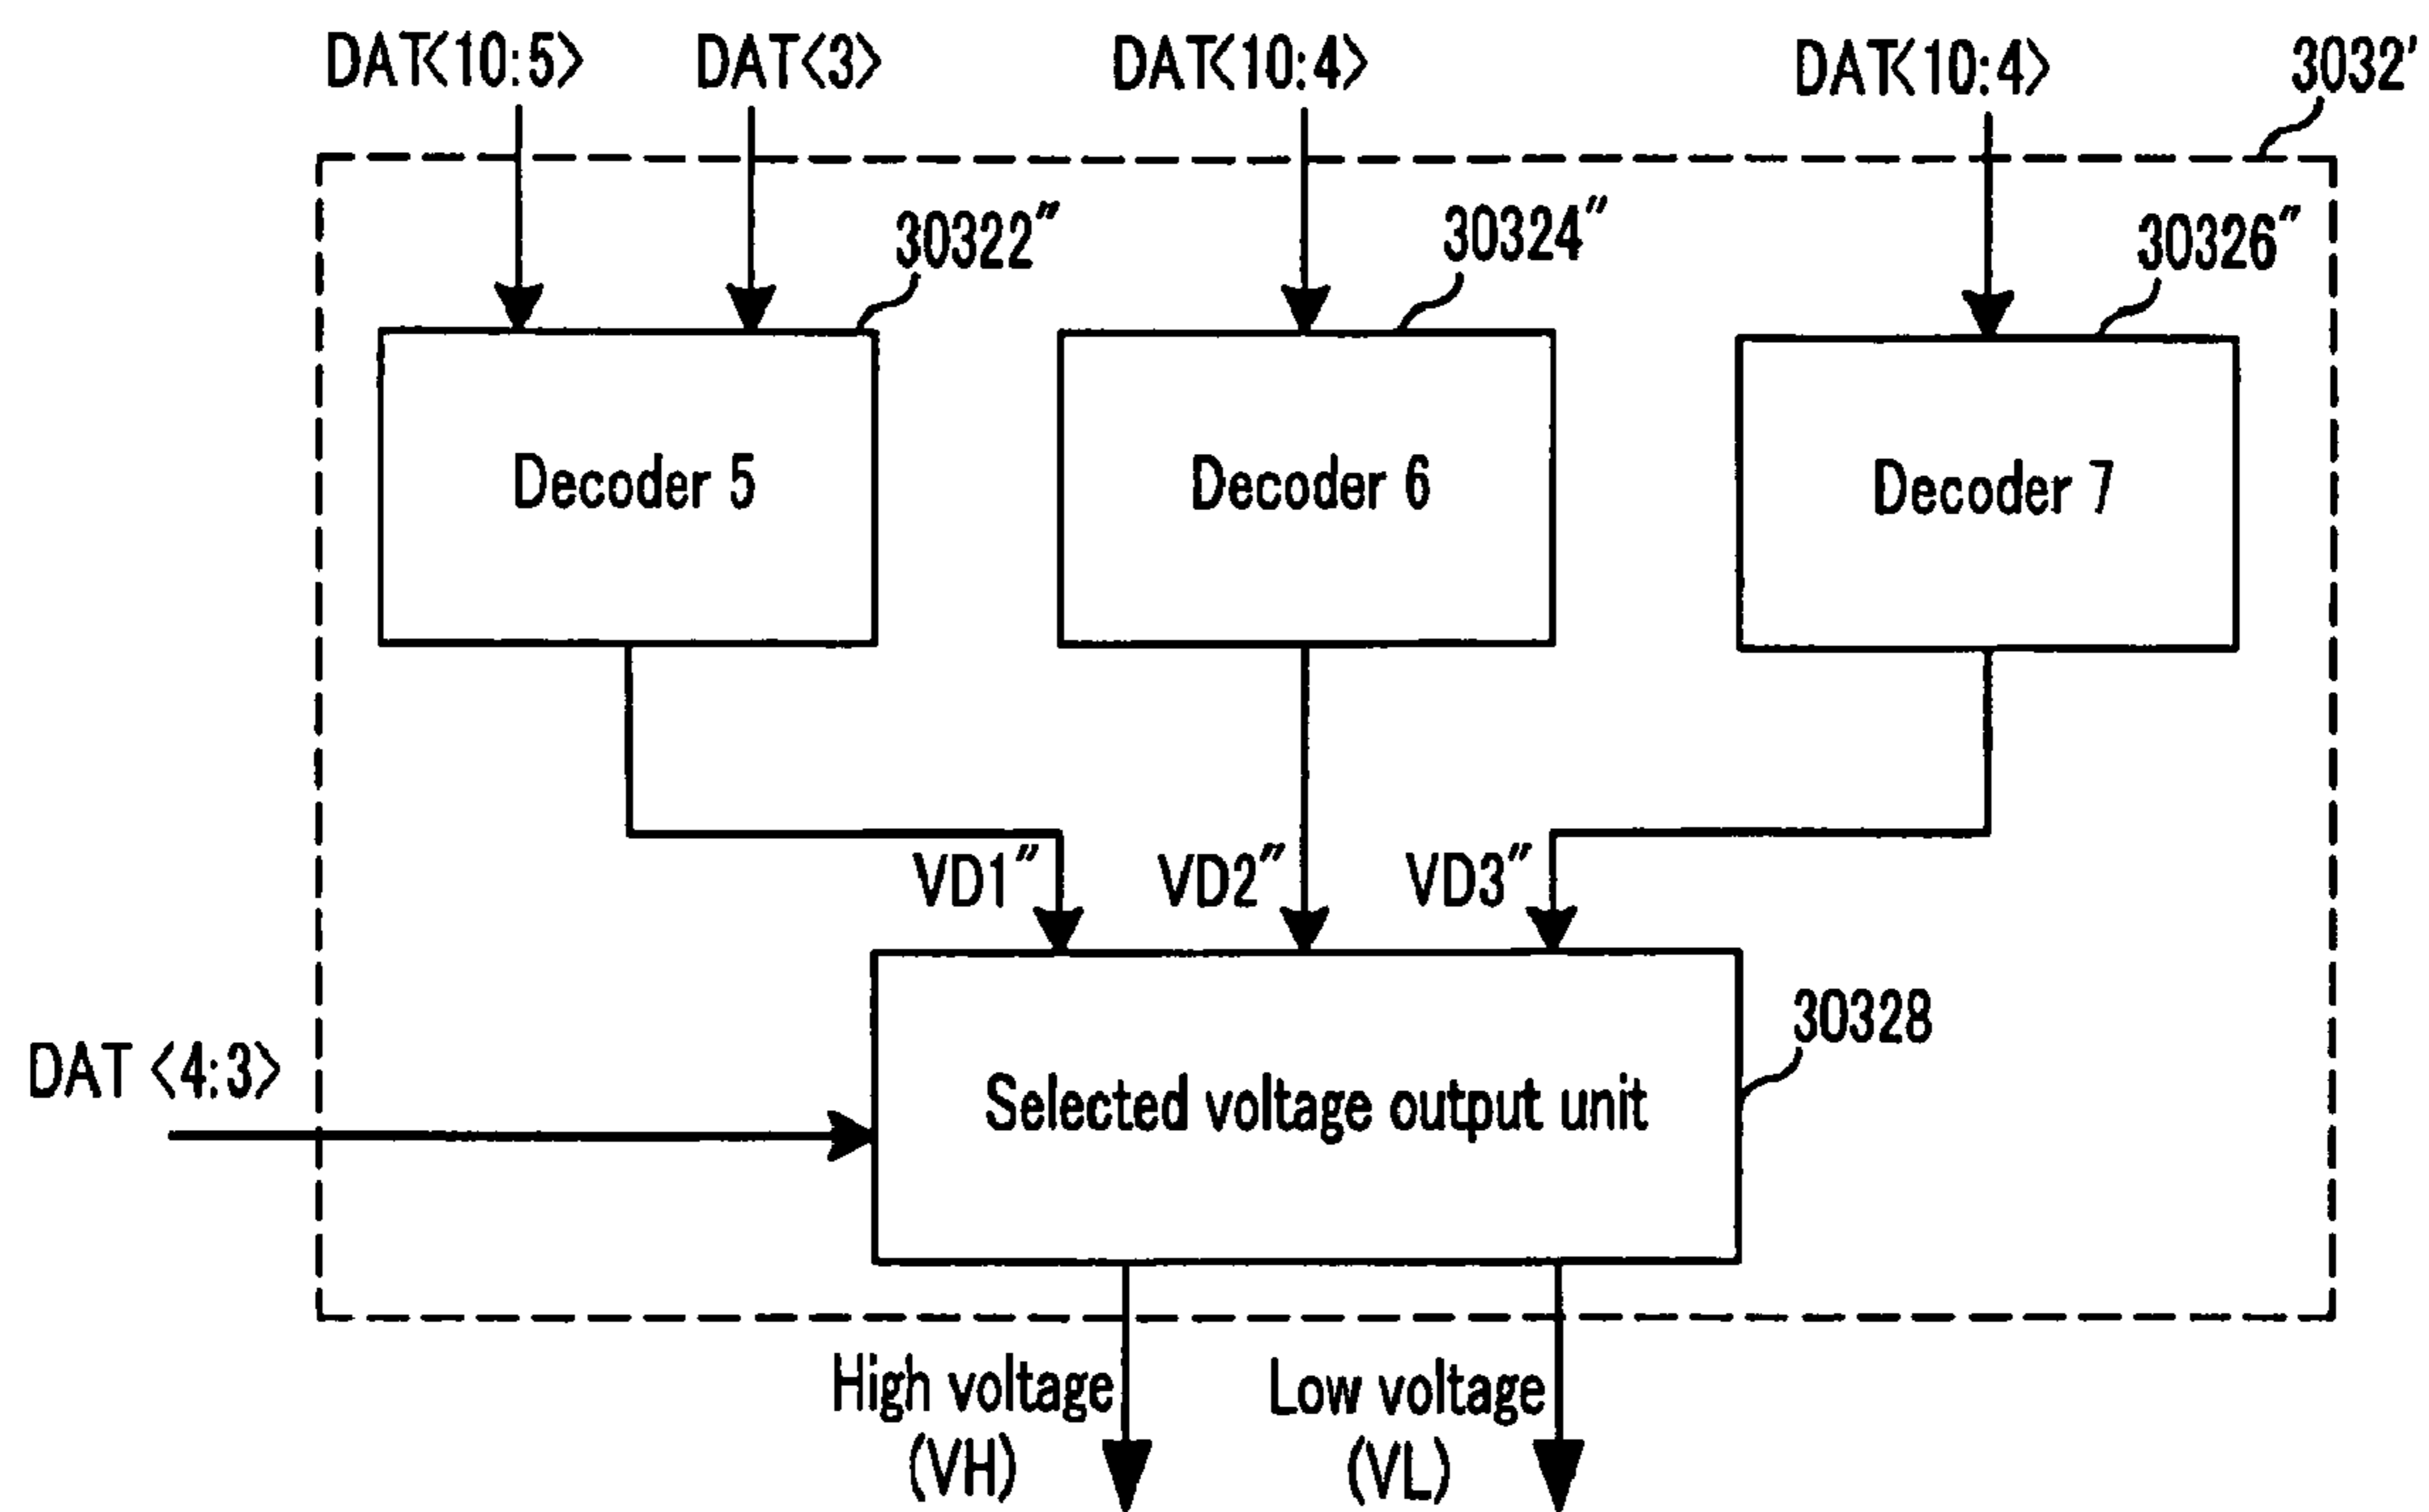 DAT<10:5> DAT<3> DAT<10:4> DAT<10:4> 3032'
30322" 30324" 30326"
Decoder 5 Decoder 6 Decoder 7
VD1" VD2" VD3"
30328
DAT <4:3>
Selected voltage output unit
High voltage Low voltage
(VH) (VL)